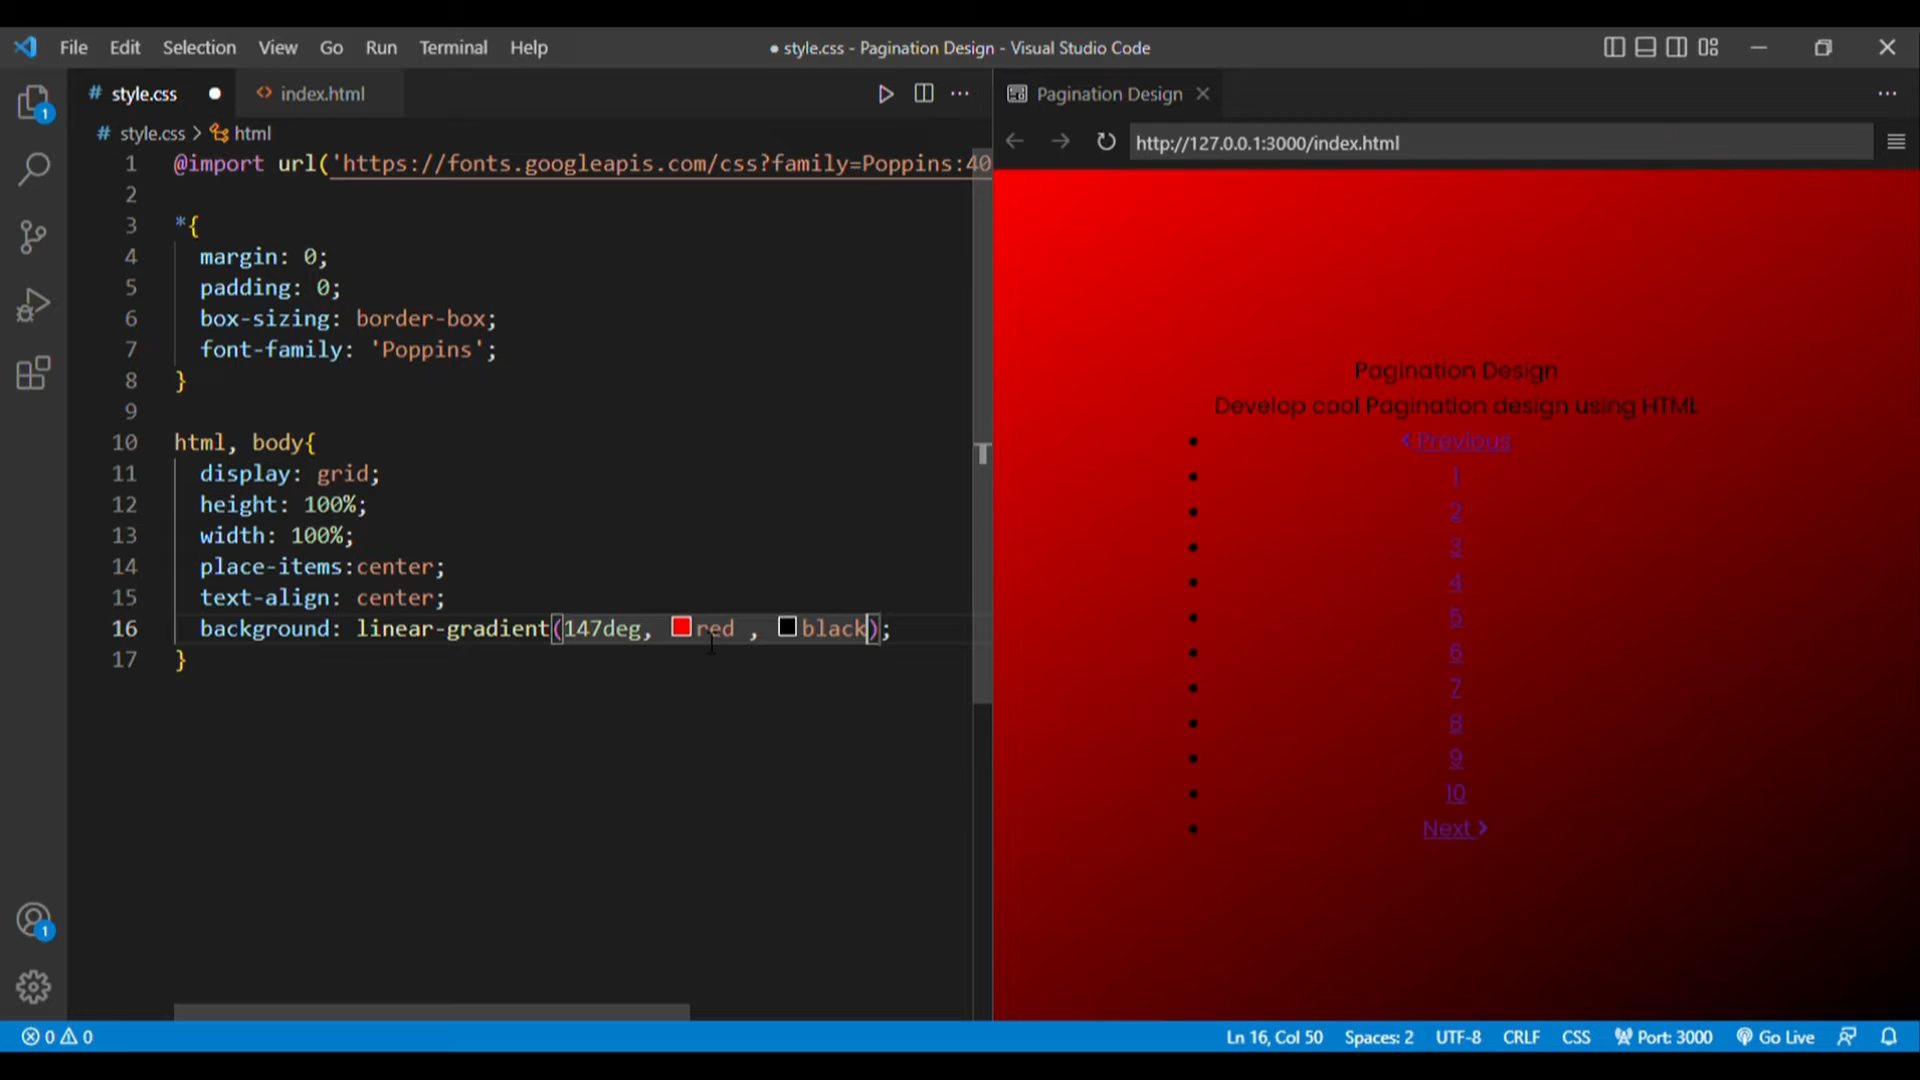 File Edit Selection View Go Run Terminal Help
● style.css - Pagination Design - Visual Studio Code
# style.css ●
<> index.html
Pagination Design
# style.css > html
http://127.0.0.1:3000/index.html
1 @import url('https://fonts.googleapis.com/css?family=Poppins:40
2
3 *{
4 margin: 0;
5 padding: 0;
6 box-sizing: border-box;
7 font-family: 'Poppins';
8 }
9
10 html, body{
11 display: grid;
12 height: 100%;
13 width: 100%;
14 place-items:center;
15 text-align: center;
16 background: linear-gradient(147deg, red , black);
17 }
Pagination Design
Develop cool Pagination design using HTML
• < Previous
• 1
• 2
• 3
• 4
• 5
• 6
• 7
• 8
• 9
• 10
• Next >
1
1
0 0
Ln 16, Col 50 Spaces: 2 UTF-8 CRLF CSS Port: 3000 Go Live